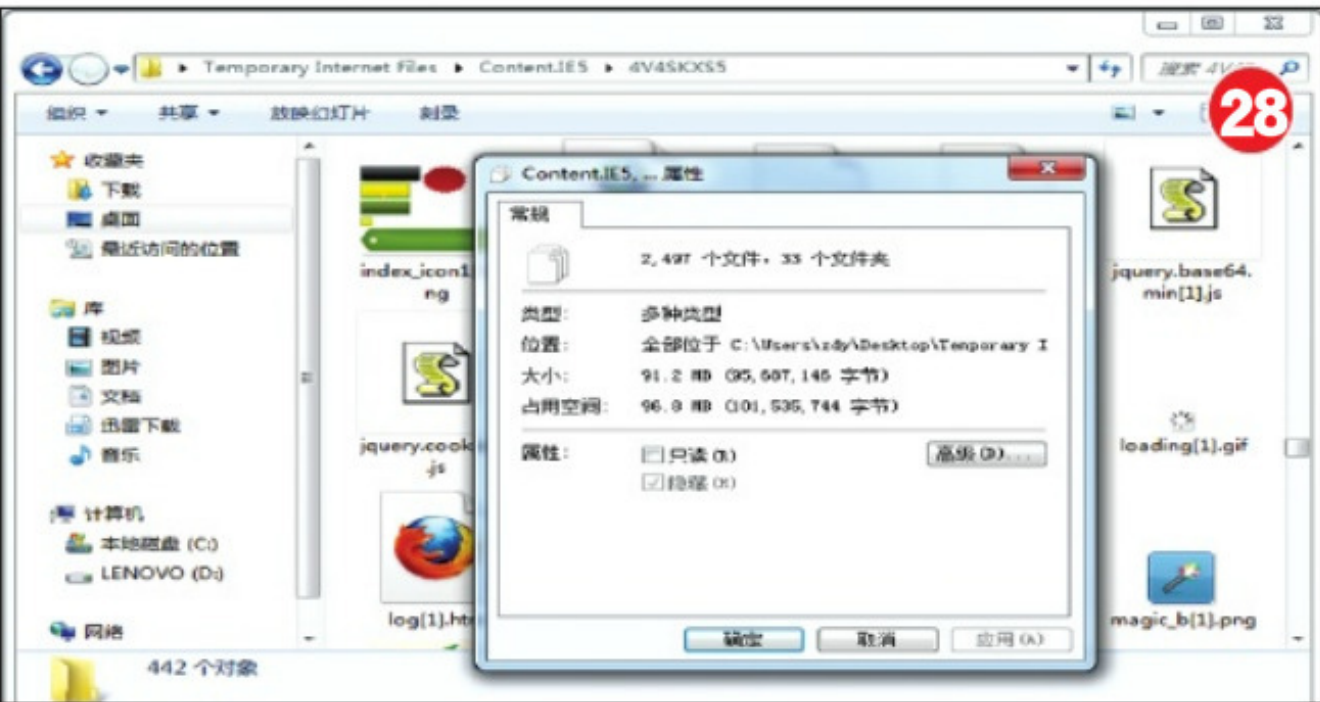 Temporary Internet Files ▸ Content.IE5 ▸ 4V4SKXS5
搜索 4V4S
28
组织 共享 放映幻灯片 刻录
收藏夹
下载
桌面
最近访问的位置
库
视频
图片
文档
迅雷下载
音乐
计算机
本地磁盘 (C:)
LENOVO (D:)
网络
index_icon1
ng
jquery.cook
.js
log[1].ht
Content.IE5, ... 属性
常规
2,497 个文件，33 个文件夹
类型: 多种类型
位置: 全部位于 C:\Users\zdy\Desktop\Temporary I
大小: 91.2 MB (95,687,146 字节)
占用空间: 96.8 MB (101,535,744 字节)
属性: 只读(R) 高级(D)...
隐藏(H)
确定 取消 应用(A)
jquery.base64.
min[1].js
loading[1].gif
magic_b[1].png
442 个对象